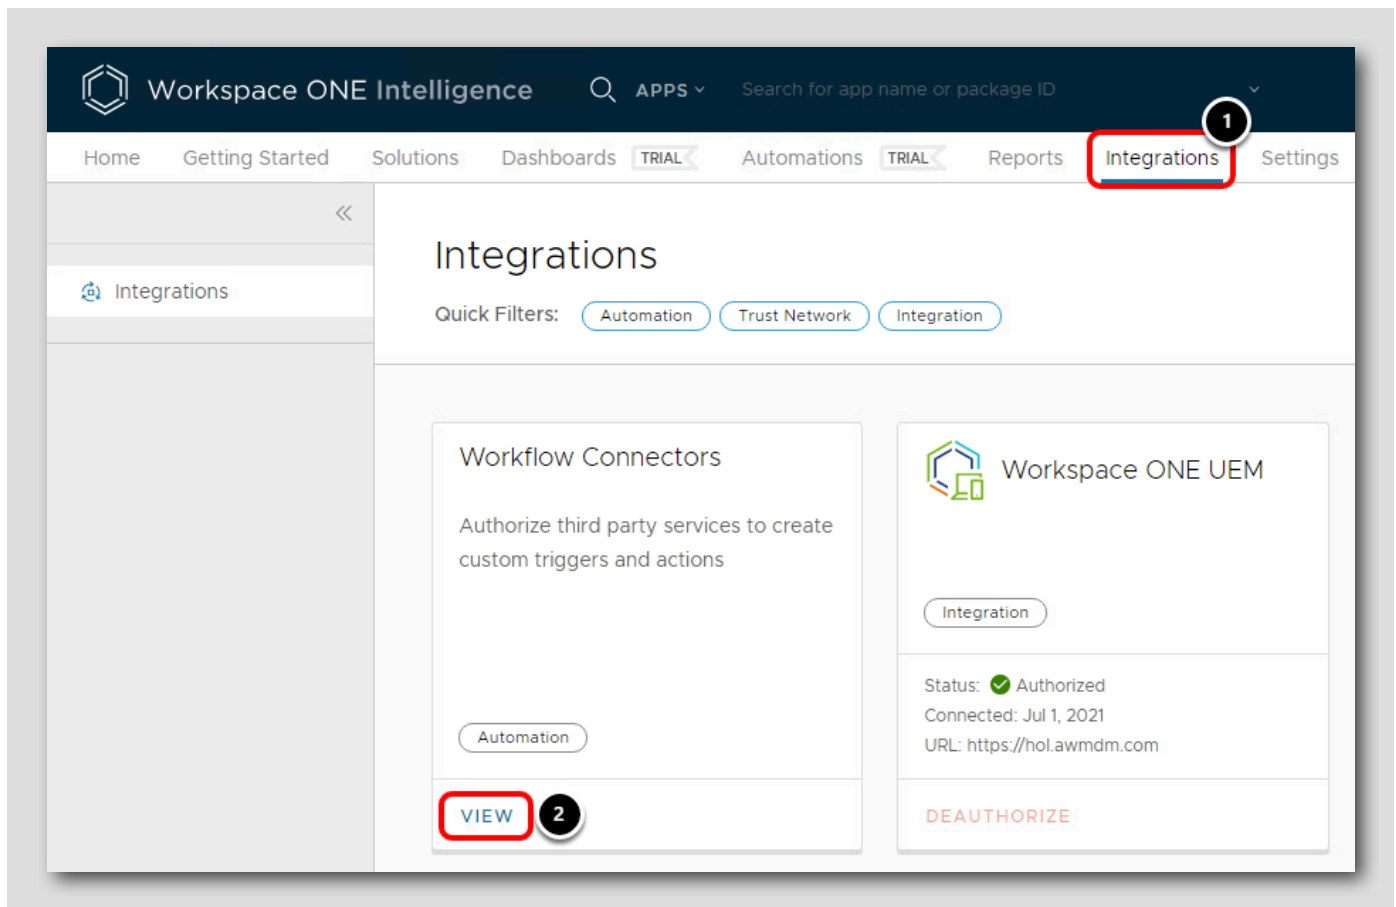 Workspace ONE Intelligence APPS Search for app name or package ID
1
Home Getting Started Solutions Dashboards TRIAL Automations TRIAL Reports Integrations Settings
Integrations
Integrations
Quick Filters: Automation Trust Network Integration
Workflow Connectors
Authorize third party services to create
custom triggers and actions
Automation
VIEW 2
Workspace ONE UEM
Integration
Status: Authorized
Connected: Jul 1, 2021
URL: https://hol.awmdm.com
DEAUTHORIZE